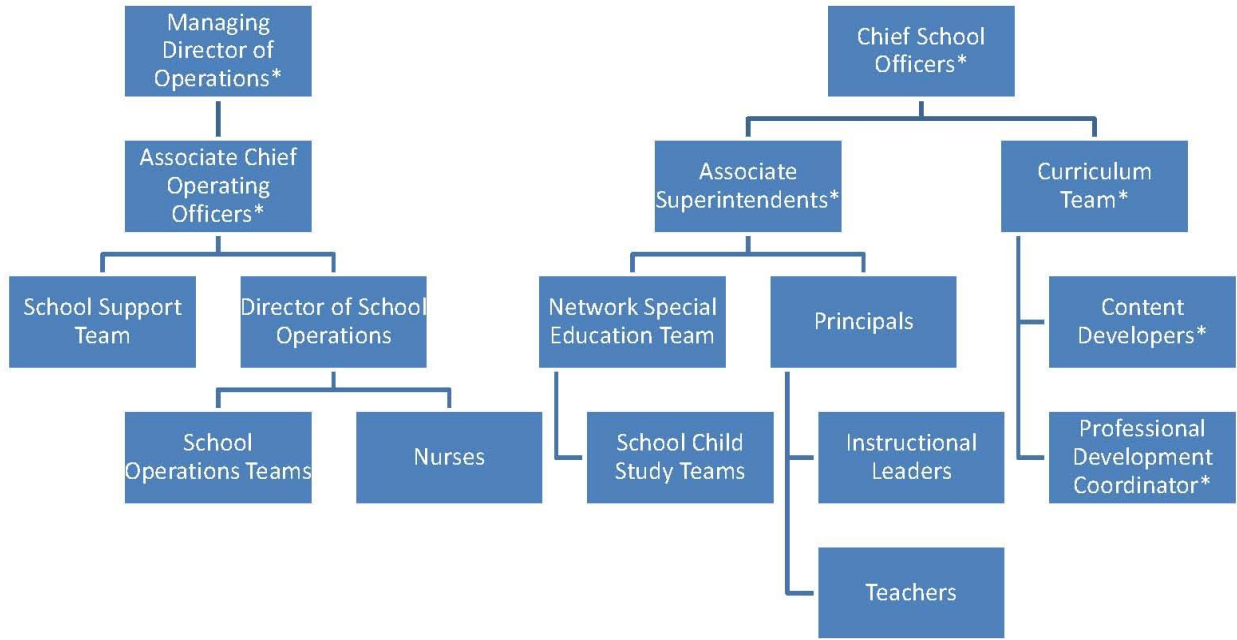 Managing
Director of
Operations*
Chief School
Officers*
Associate Chief
Operating
Officers*
Associate
Superintendents*
Curriculum
Team*
School Support
Team
Director of School
Operations
Network Special
Education Team
Principals
Content
Developers*
School
Operations Teams
Nurses
School Child
Study Teams
Instructional
Leaders
Professional
Development
Coordinator*
Teachers